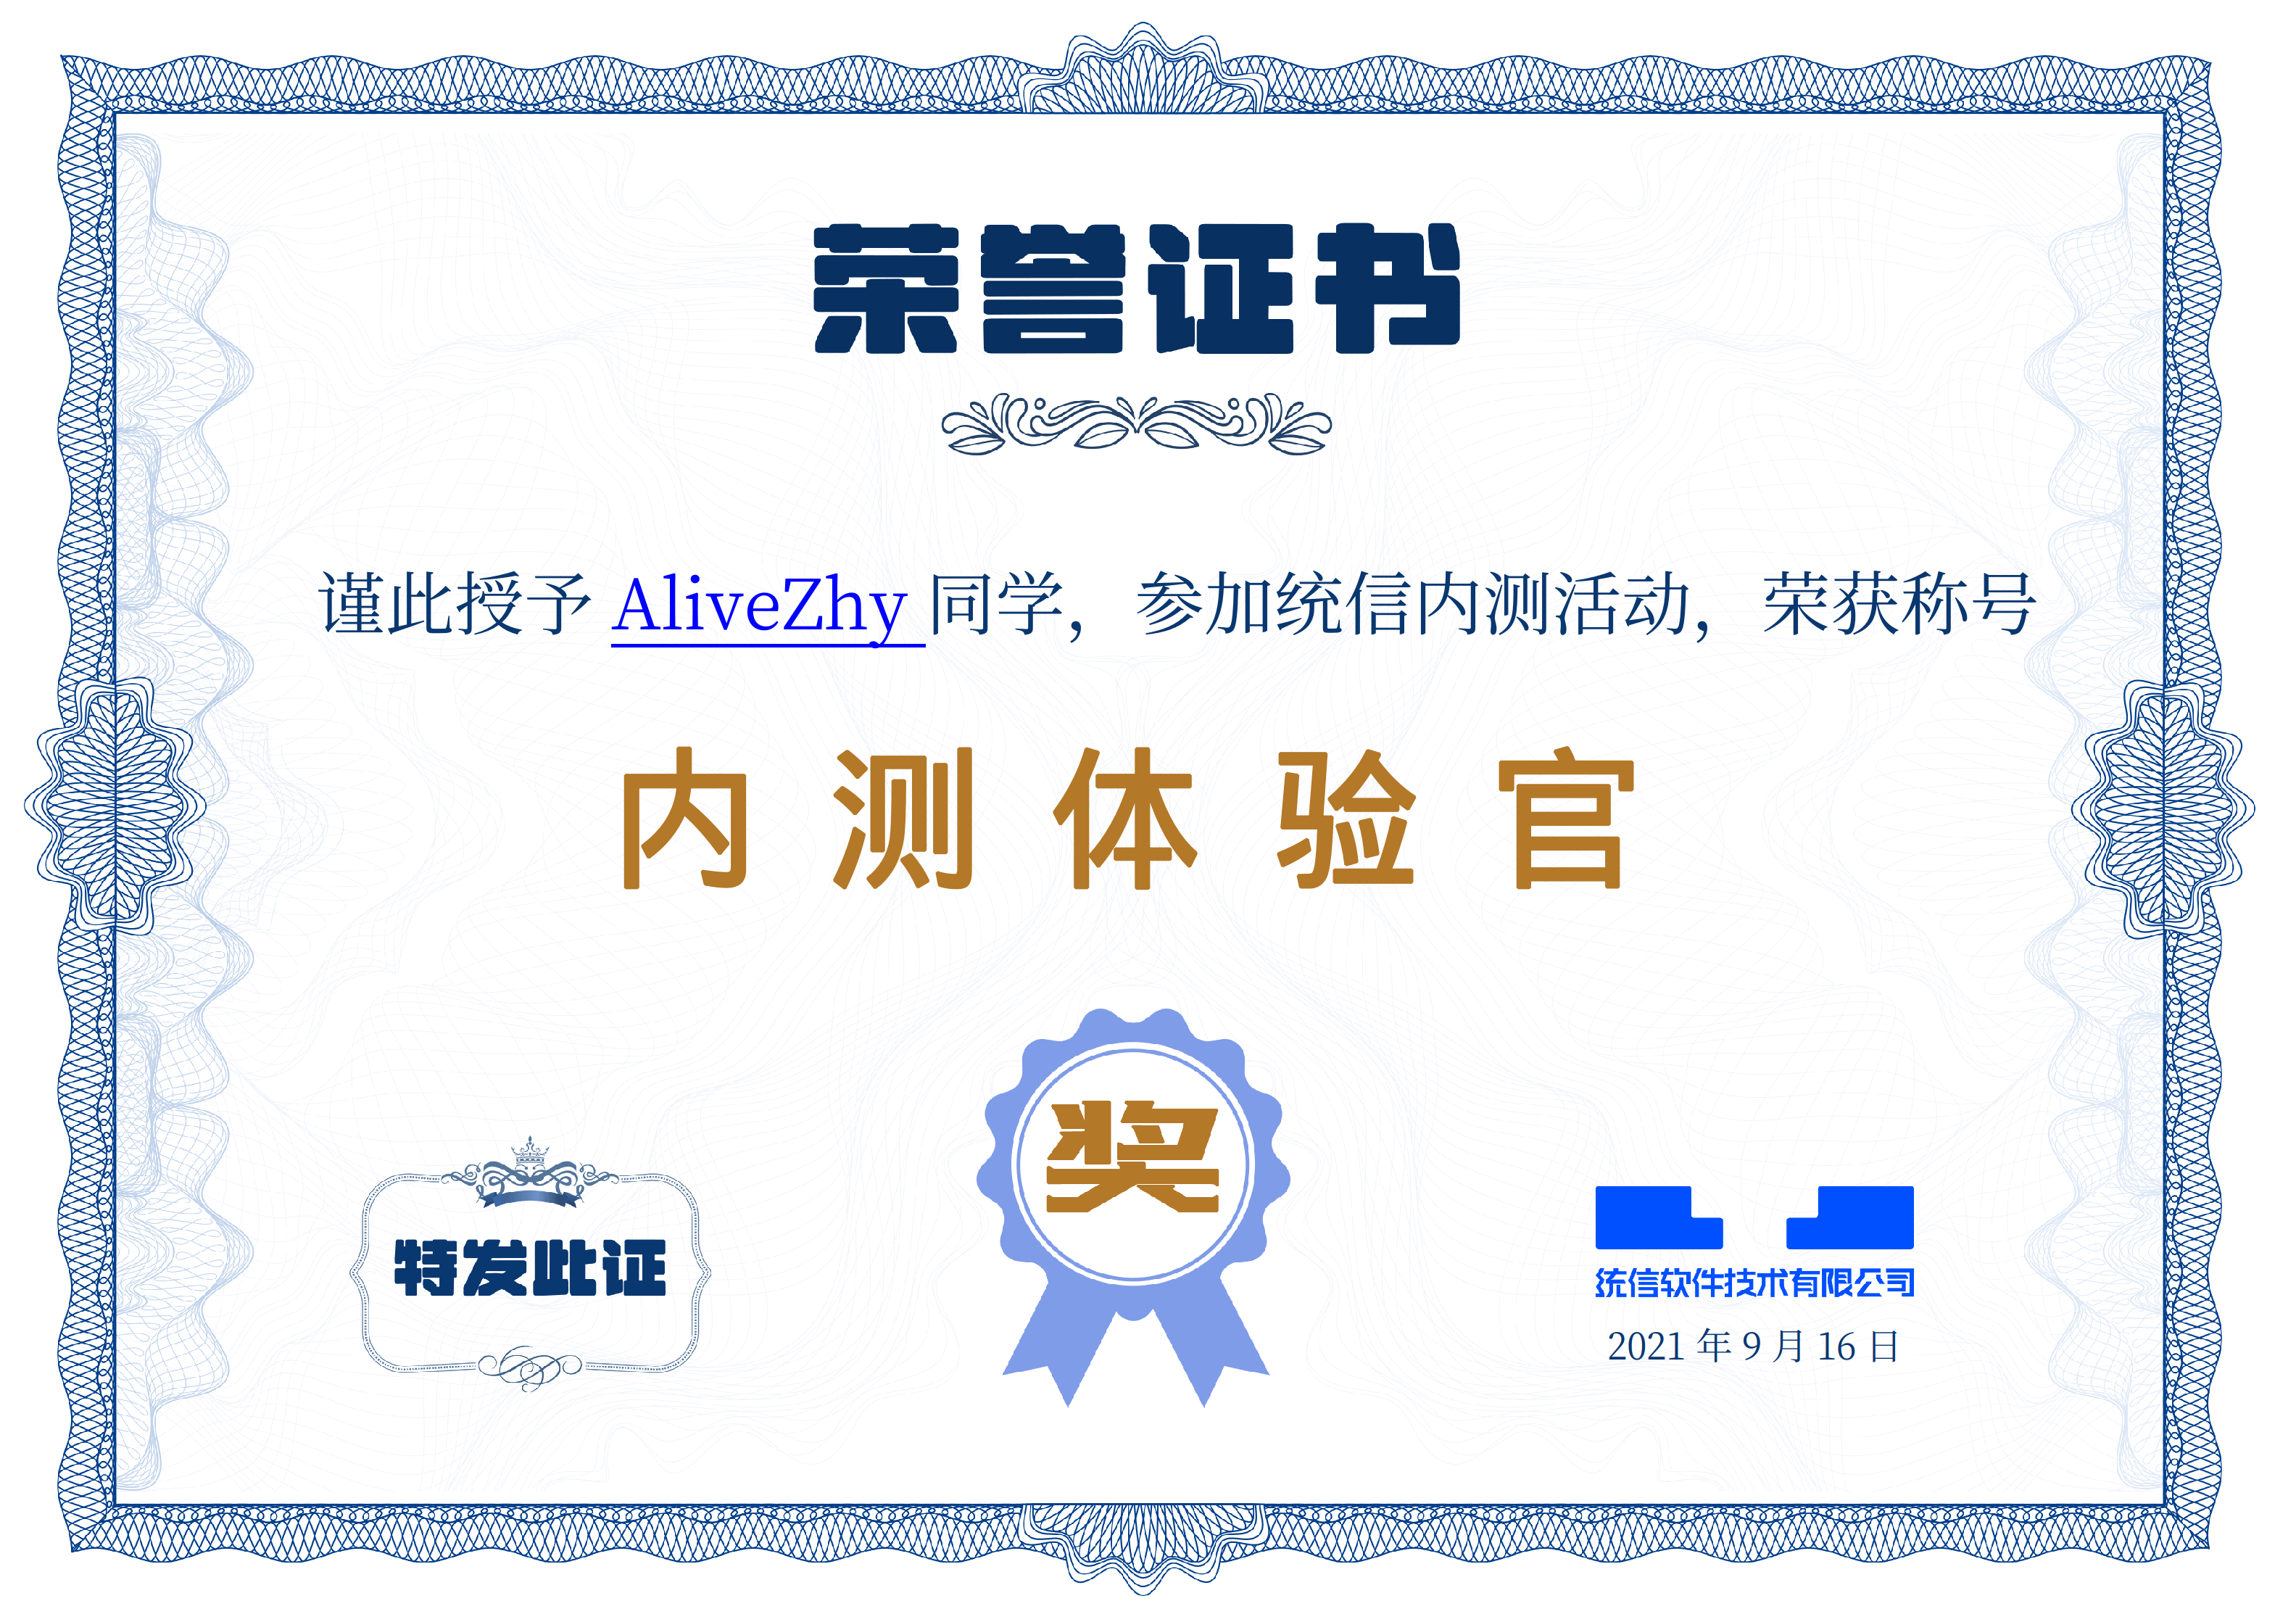 荣誉证书
谨此授予 AliveZhy 同学，参加统信内测活动，荣获称号
内测体验官
奖
特发此证
统信软件技术有限公司
2021 年 9 月 16 日